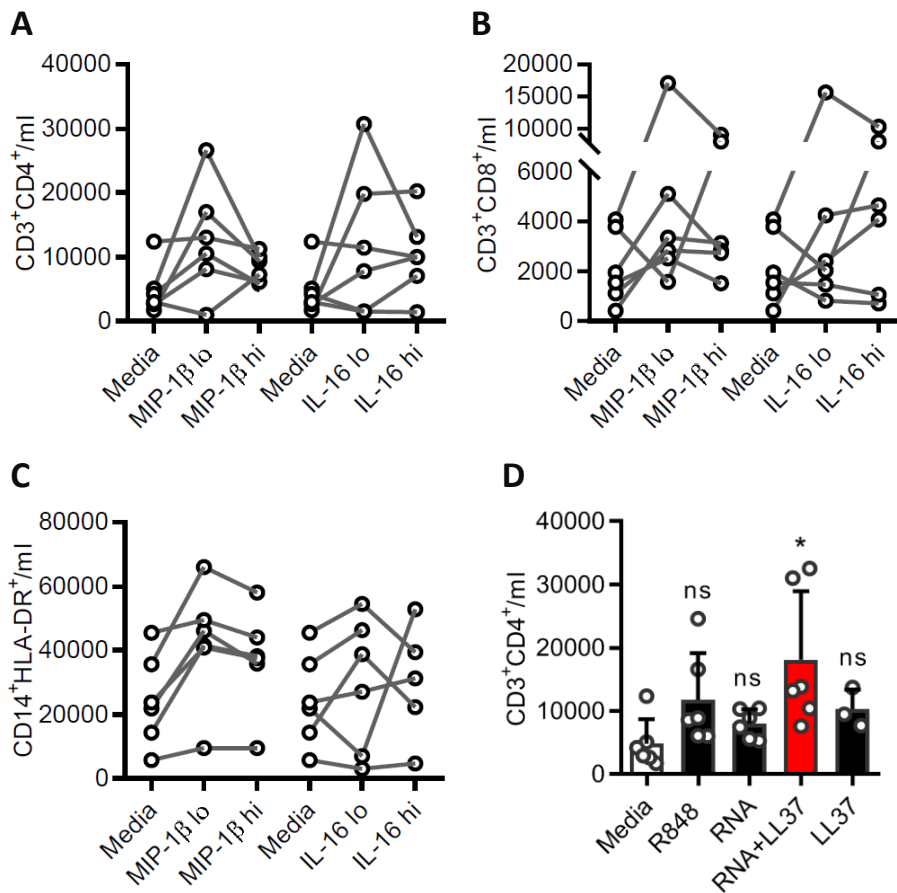 A
CD3⁺CD4⁺/ml
40000
30000
20000
10000
0
Media
MIP-1β lo
MIP-1β hi
Media
IL-16 lo
IL-16 hi
B
CD3⁺CD8⁺/ml
20000
15000
10000
6000
4000
2000
0
Media
MIP-1β lo
MIP-1β hi
Media
IL-16 lo
IL-16 hi
C
CD14⁺HLA-DR⁺/ml
80000
60000
40000
20000
0
Media
MIP-1β lo
MIP-1β hi
Media
IL-16 lo
IL-16 hi
D
CD3⁺CD4⁺/ml
40000
30000
20000
10000
0
ns
ns
*
ns
Media
R848
RNA
RNA+LL37
LL37